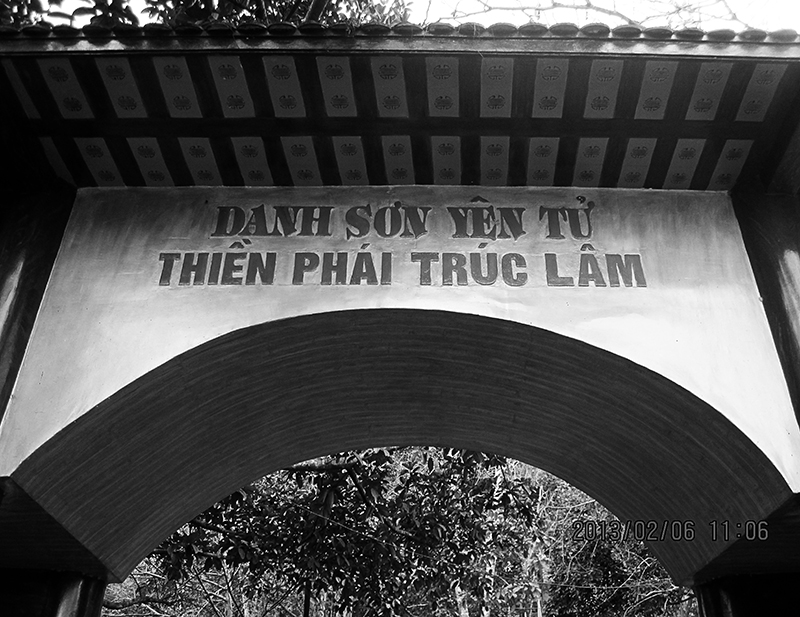 DANH SƠN YÊN TỬ
THIỀN PHÁI TRÚC LÂM
2013/02/06 11:06